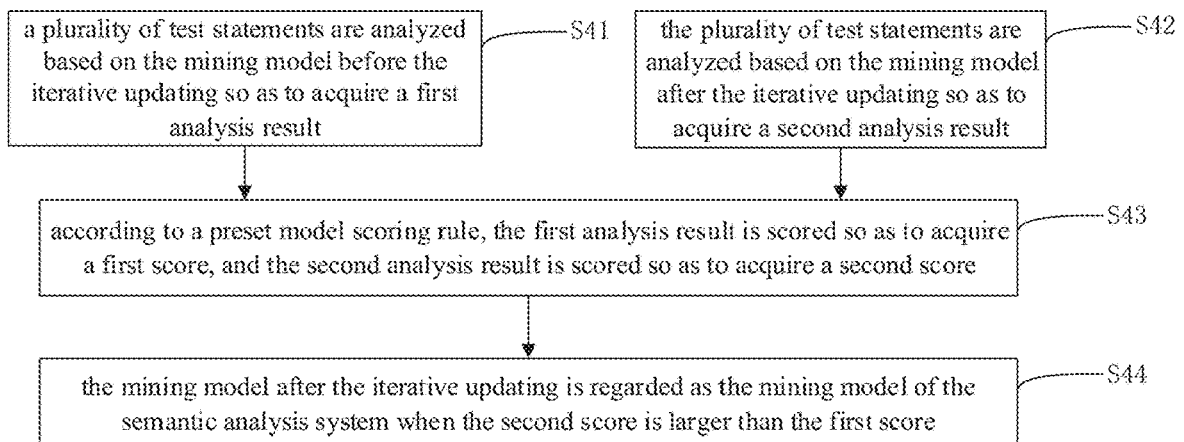 a plurality of test statements are analyzed
based on the mining model before the
iterative updating so as to acquire a first
analysis result
S41
the plurality of test statements are
analyzed based on the mining model
after the iterative updating so as to
acquire a second analysis result
S42
according to a preset model scoring rule, the first analysis result is scored so as to acquire
a first score, and the second analysis result is scored so as to acquire a second score
S43
the mining model after the iterative updating is regarded as the mining model of the
semantic analysis system when the second score is larger than the first score
S44